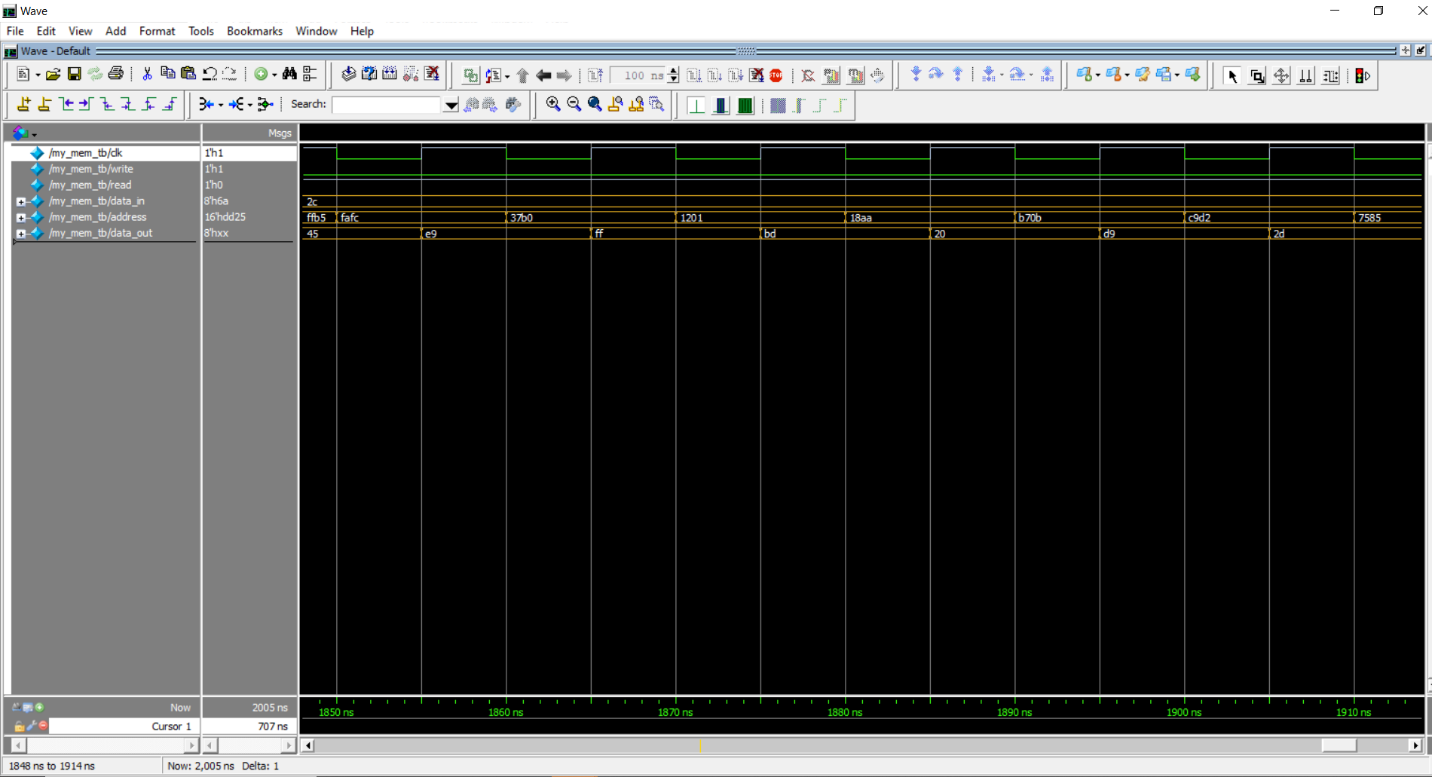 Wave
File Edit View Add Format Tools Bookmarks Window Help
Wave - Default
100 ns
STOP
Search:
Msgs
/my_mem_tb/clk 1'h1
/my_mem_tb/write 1'h1
/my_mem_tb/read 1'h0
/my_mem_tb/data_in 8'h6a 2c
/my_mem_tb/address 16'hdd25 ffb5 fafc 37b0 1201 18aa b70b c9d2 7585
/my_mem_tb/data_out 8'hxx 45 e9 ff bd 20 d9 2d
Now 2005 ns 1850 ns 1860 ns 1870 ns 1880 ns 1890 ns 1900 ns 1910 ns
Cursor 1 707 ns
1848 ns to 1914 ns Now: 2,005 ns Delta: 1